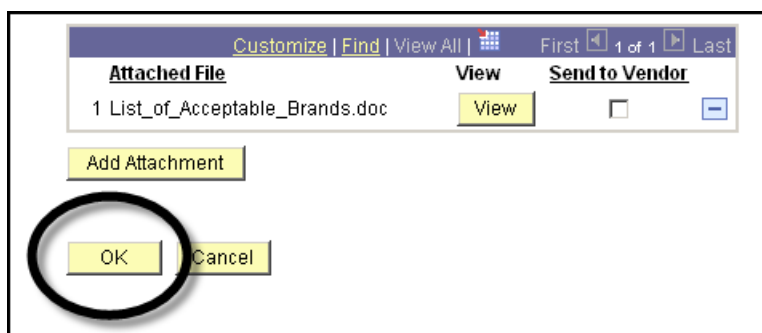 Customize | Find | View All | First 1 of 1 Last
Attached File View Send to Vendor
1 List_of_Acceptable_Brands.doc View
Add Attachment
OK Cancel